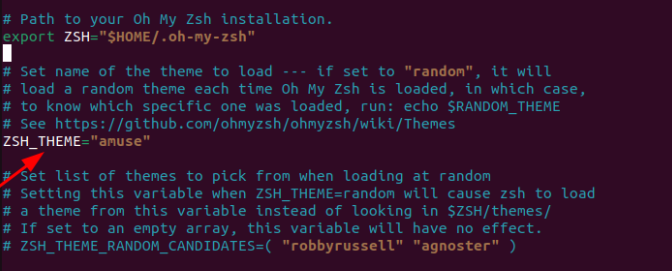 # Path to your Oh My Zsh installation.
export ZSH="$HOME/.oh-my-zsh"
# Set name of the theme to load --- if set to "random", it will
# load a random theme each time Oh My Zsh is loaded, in which case,
# to know which specific one was loaded, run: echo $RANDOM_THEME
# See https://github.com/ohmyzsh/ohmyzsh/wiki/Themes
ZSH_THEME="amuse"
# Set list of themes to pick from when loading at random
# Setting this variable when ZSH_THEME=random will cause zsh to load
# a theme from this variable instead of looking in $ZSH/themes/
# If set to an empty array, this variable will have no effect.
# ZSH_THEME_RANDOM_CANDIDATES=( "robbyrussell" "agnoster" )